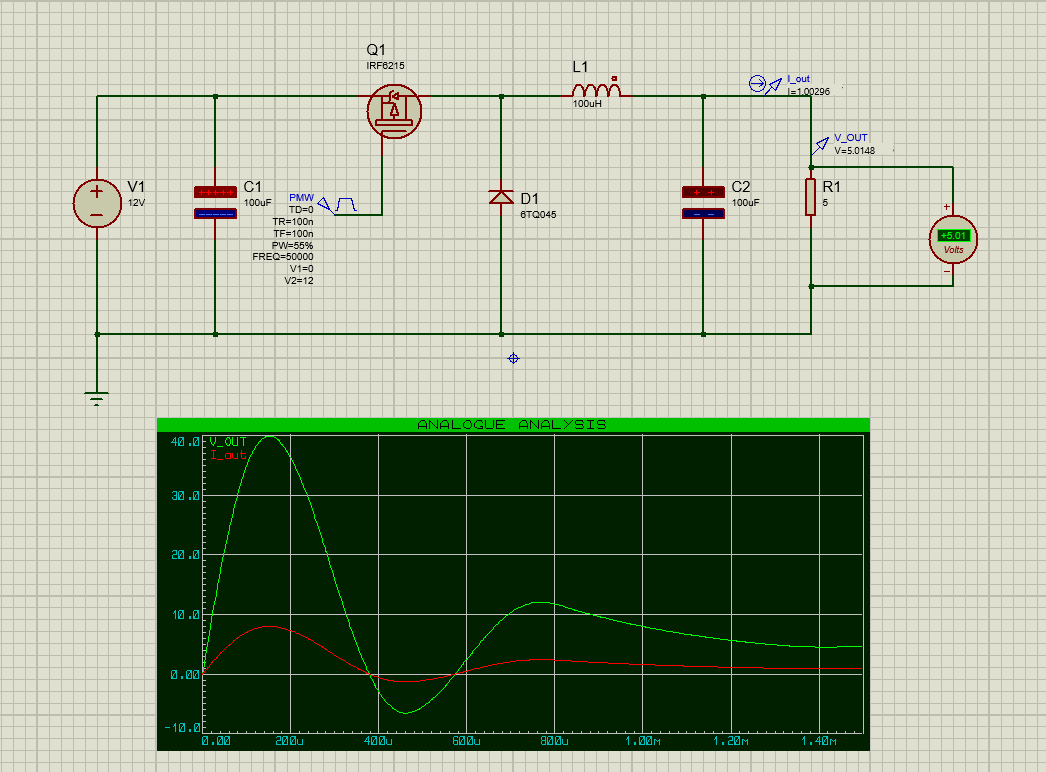 Q1
IRF6215
L1
100uH
I_out
I=1.00296
V_OUT
V=5.0148
V1
12V
C1
100uF
PMW
TD=0
TR=100n
TF=100n
PW=55%
FREQ=50000
V1=0
V2=12
D1
6TQ045
C2
100uF
R1
5
+5.01
Volts
ANALOGUE ANALYSIS
V_OUT
I_out
40.0
30.0
20.0
10.0
0.00
-10.0
0.00 200u 400u 600u 800u 1.00m 1.20m 1.40m